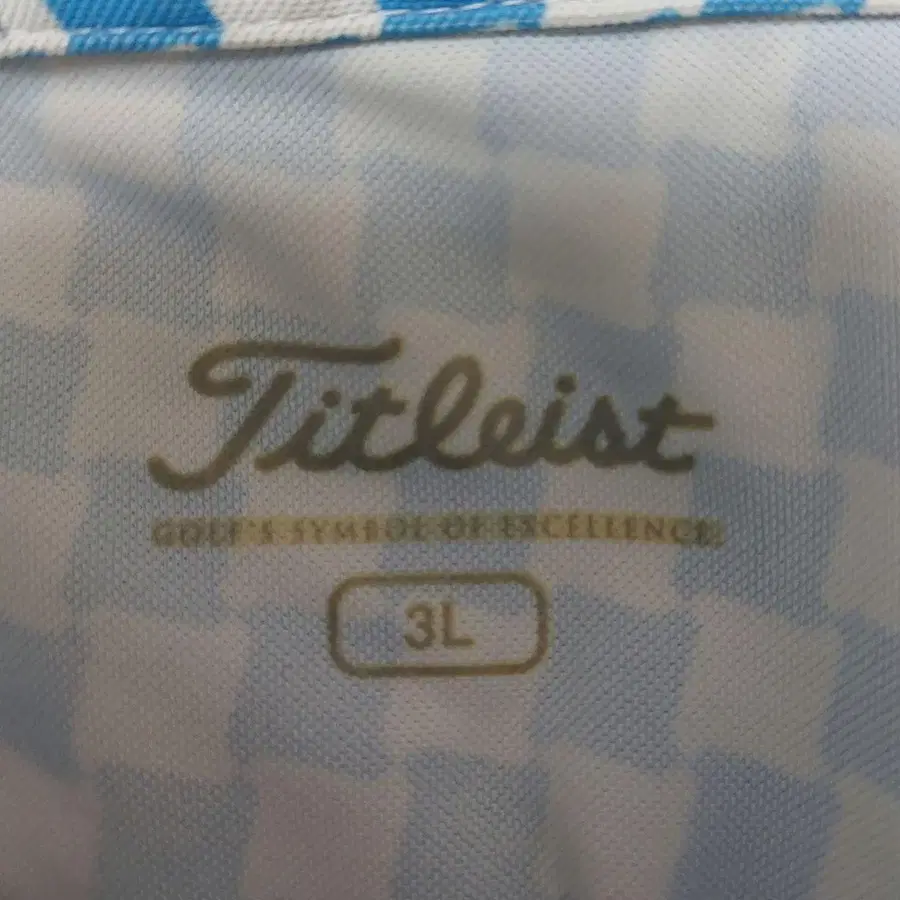 Titleist
GOLF'S SYMBOL OF EXCELLENCE.
3L